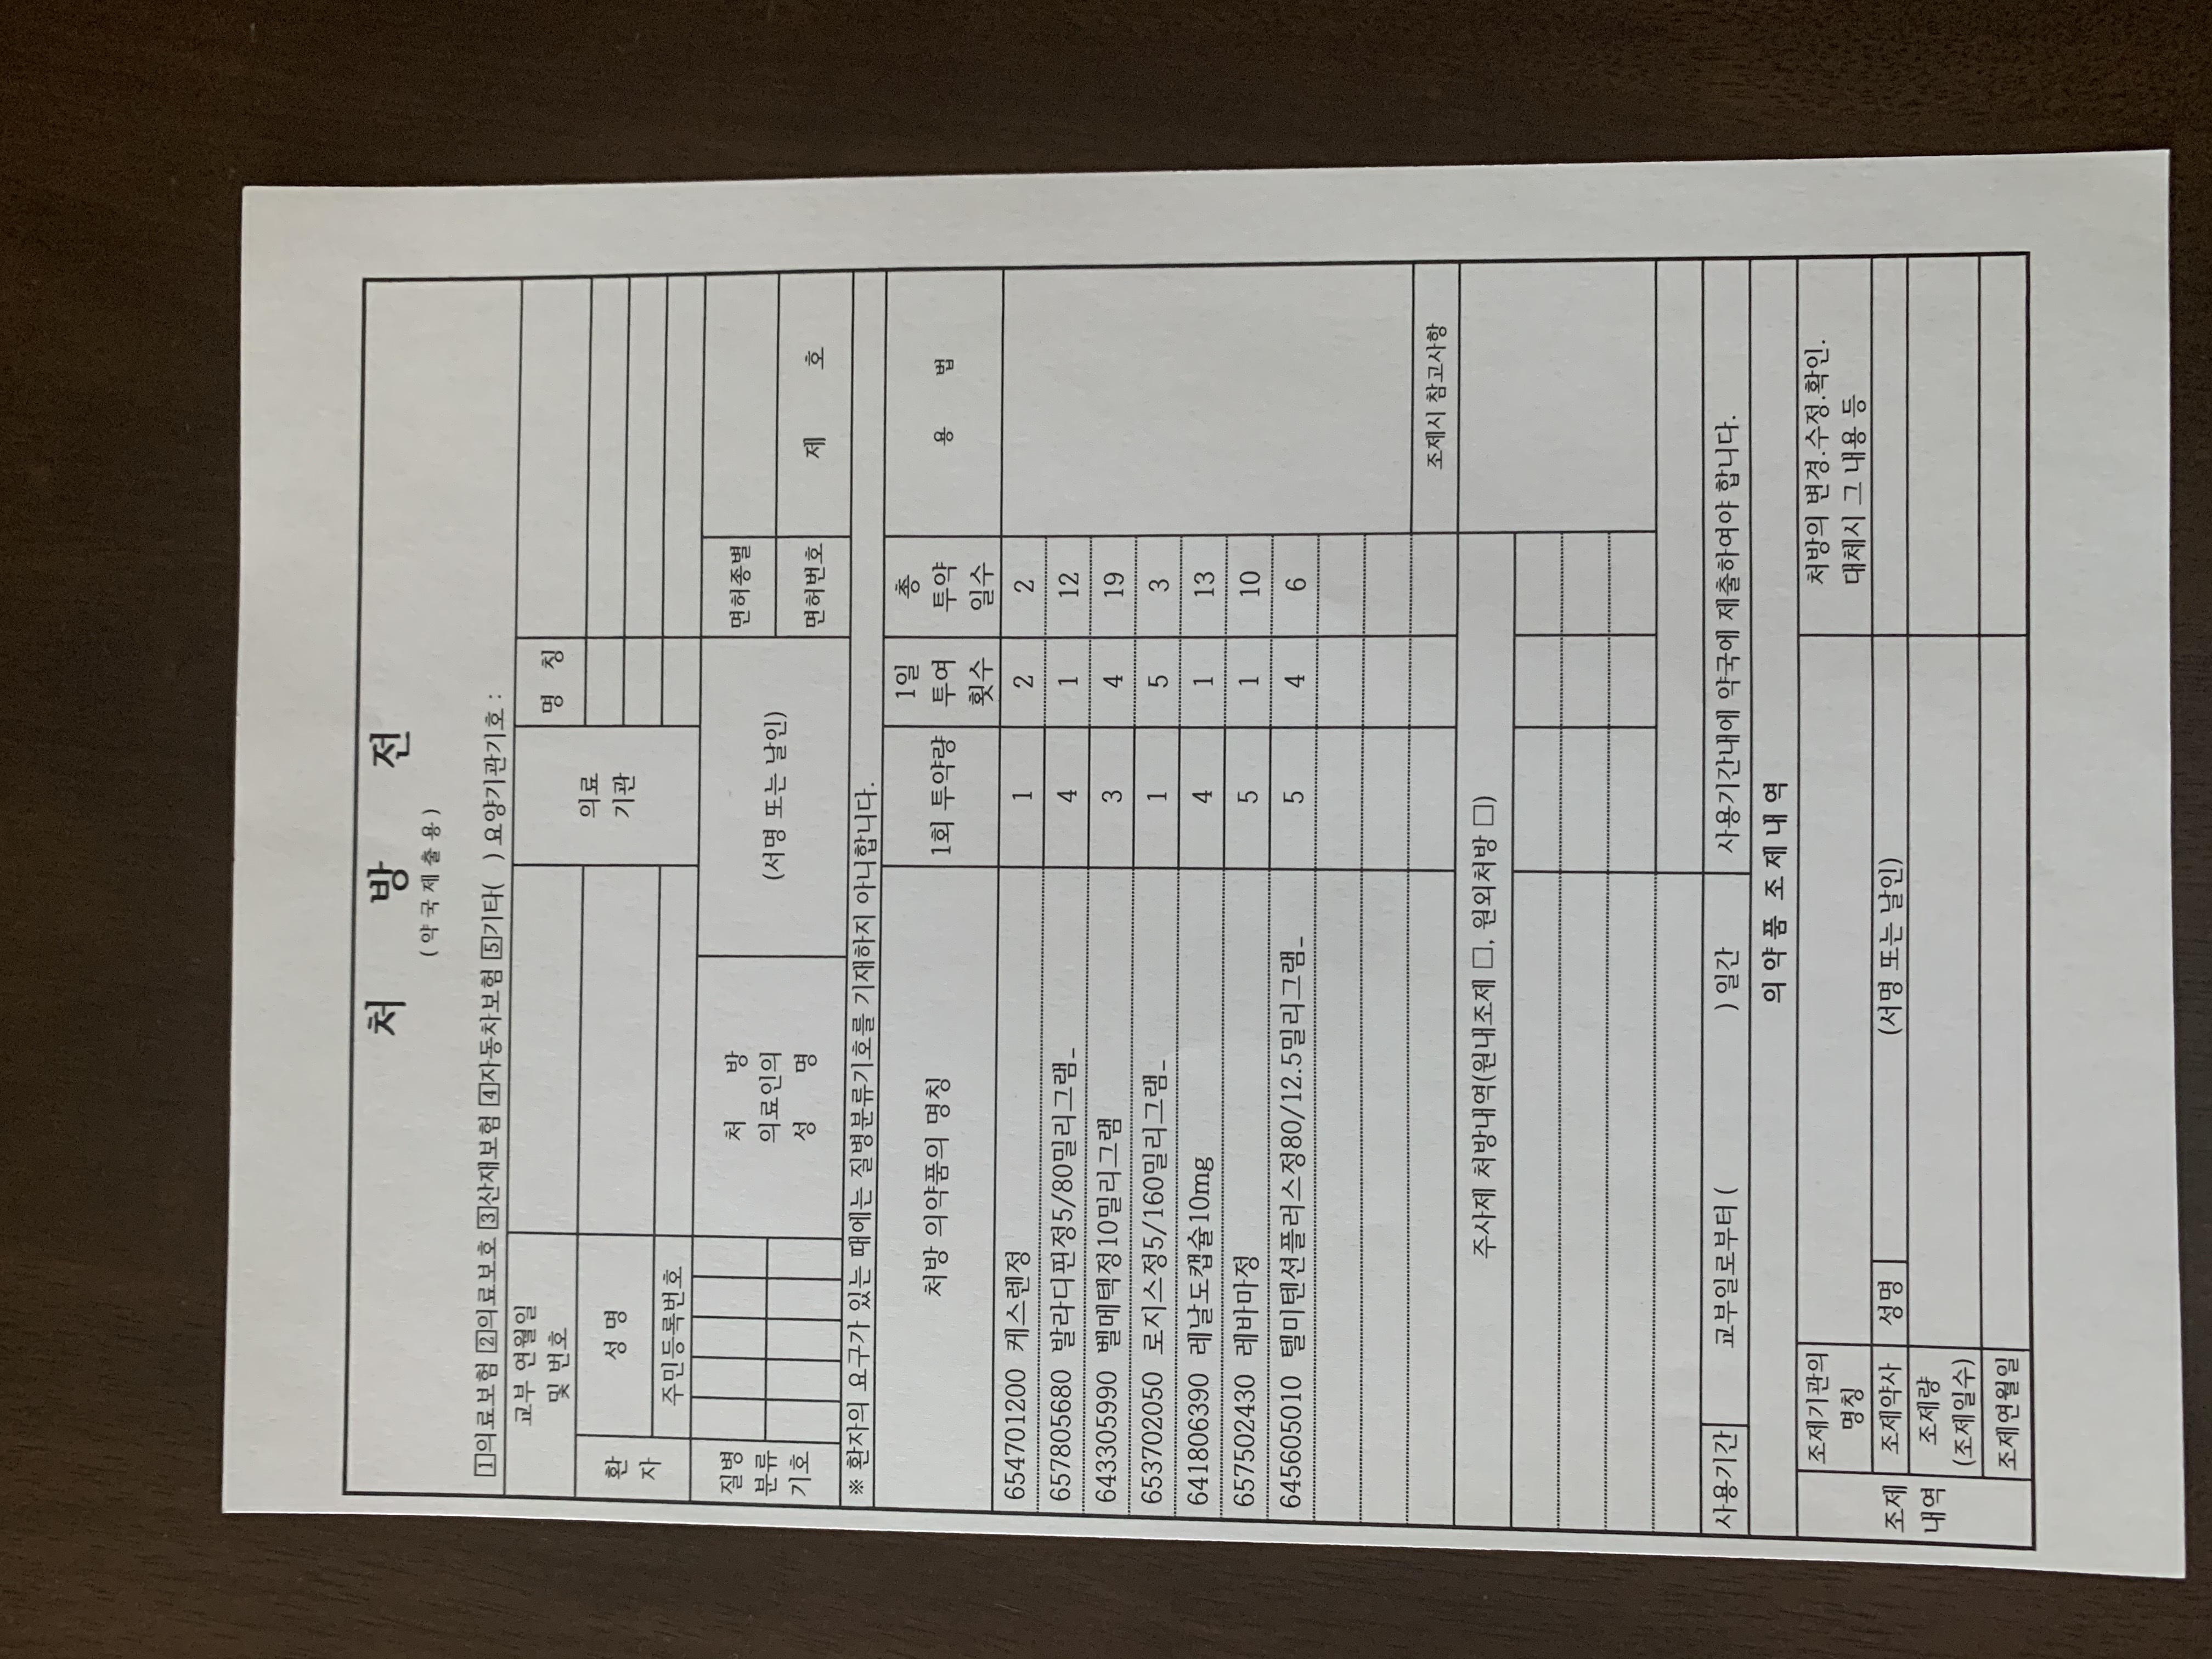 처 방 전
(약국제출용)
1의료보험 2의료보호 3산재보험 4자동차보험 5기타( ) 요양기관기호 :
교부 연월일
및 번호
의료
기관
명 칭
환
자
성 명
주민등록번호
질병
분류
기호
처 방
의료인의
성 명
(서명 또는 날인)
면허종별
면허번호
제 호
※ 환자의 요구가 있는 때에는 질병분류기호를 기재하지 아니합니다.
처방 의약품의 명칭
1회 투약량
1일
투여
횟수
총
투약
일수
용 법
654701200 케스렌정 1 2 2
657805680 발라디핀정5/80밀리그램_ 4 1 12
643305990 벨메텍정10밀리그램 3 4 19
653702050 로지스정5/160밀리그램_ 1 5 3
641806390 레날도캡슐10mg 4 1 13
657502430 레바마정 5 1 10
645605010 텔미텐션플러스정80/12.5밀리그램_ 5 4 6
조제시 참고사항
주사제 처방내역(원내조제 □, 원외처방 □)
사용기간
교부일로부터 ( ) 일간
사용기간내에 약국에 제출하여야 합니다.
의 약 품 조 제 내 역
조제
내역
조제기관의
명칭
처방의 변경.수정.확인.
대체시 그 내용 등
조제약사
성명
(서명 또는 날인)
조제량
(조제일수)
조제연월일